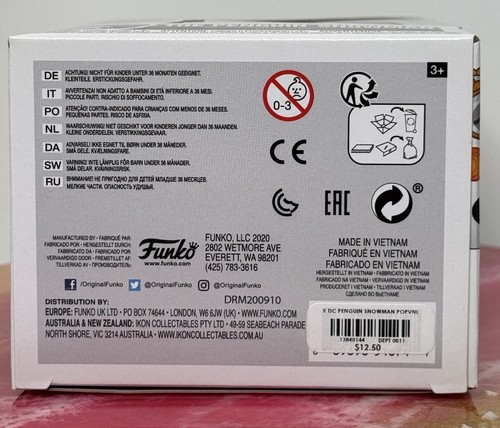 3+
DE ACHTUNG! NICHT FÜR KINDER UNTER 36 MONATEN GEEIGNET.
KLEINTEILE. ERSTICKUNGSGEFAHR.
IT AVVERTENZA! NON ADATTO A BAMBINI DI ETÀ INFERIORE A 36 MESI.
PICCOLE PARTI. RISCHIO DI SOFFOCAMENTO.
PO ATENÇÃO! CONTRA-INDICADO PARA CRIANÇAS COM MENOS DE 36 MESES.
PEQUENAS PARTES. RISCO DE ASFIXIA.
NL WAARSCHUWING! NIET GESCHIKT VOOR KINDEREN JONGER DAN 36 MAANDEN.
KLEINE ONDERDELEN. VERSTIKKINGSGEVAAR.
DA ADVARSEL! IKKE EGNET TIL BØRN UNDER 36 MÅNEDER.
SMÅ DELE. KVÆLNINGSFARE.
SW VARNING! INTE LÄMPLIG FÖR BARN UNDER 36 MÅNADER.
SMÅ DELAR. KVÄVNINGSRISK.
RU ВНИМАНИЕ! НЕ ПРЕДНАЗНАЧЕНО ДЛЯ ДЕТЕЙ МЛАДШЕ 36 МЕСЯЦЕВ.
МЕЛКИЕ ЧАСТИ. ОПАСНОСТЬ УДУШЬЯ.
0-3
CE
EAC
®
MANUFACTURED BY • FABRIQUÉ PAR:
FABRICADO POR • HERGESTELLT DURCH:
FABBRICATO DA • FABRICADO POR:
VERVAARDIGD DOOR • FREMSTILLET AF:
TILLVERKAD AV • ПРОИЗВОДИТЕЛЬ:
Funko
www.funko.com
FUNKO, LLC 2020
2802 WETMORE AVE
EVERETT, WA 98201
(425) 783-3616
MADE IN VIETNAM
FABRIQUÉ EN VIETNAM
FABRICADO EN VIETNAM
HERGESTELLT IN VIETNAM • FABBRICATO IN VIETNAM
FABRICADO NO VIETNAM • VERVAARDIGD IN VIETNAM
FREMSTILLET I VIETNAM • TILLVERKAD I VIETNAM
СДЕЛАНО ВО ВЬЕТНАМ
/OriginalFunko @OriginalFunko @OriginalFunko
DRM200910
DISTRIBUTION BY:
EUROPE: FUNKO UK LTD • PO BOX 74644 • LONDON, W6 6JW (UK) • WWW.FUNKO.COM
AUSTRALIA & NEW ZEALAND: IKON COLLECTABLES PTY LTD • 49-59 SEABEACH PARADE
NORTH SHORE, VIC 3214 AUSTRALIA • WWW.IKONCOLLECTABLES.COM.AU
X DC PENGUIN SNOWMAN POPVNL
13840144 DEPT 0011
$12.50